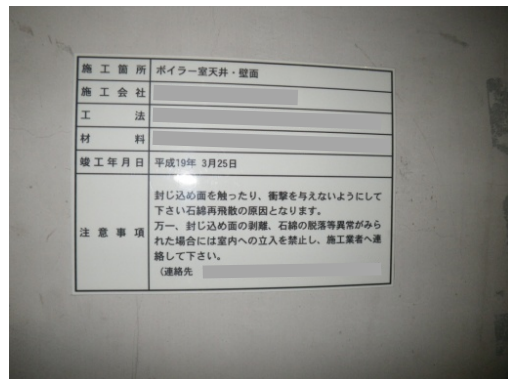 施工箇所 ボイラー室天井・壁面
施工会社
工法
材料
竣工年月日 平成19年 3月25日
注意事項
封じ込め面を触ったり、衝撃を与えないようにして
下さい石綿再飛散の原因となります。
万一、封じ込め面の剥離、石綿の脱落等異常がみら
れた場合には室内への立入を禁止し、施工業者へ連
絡して下さい。
（連絡先